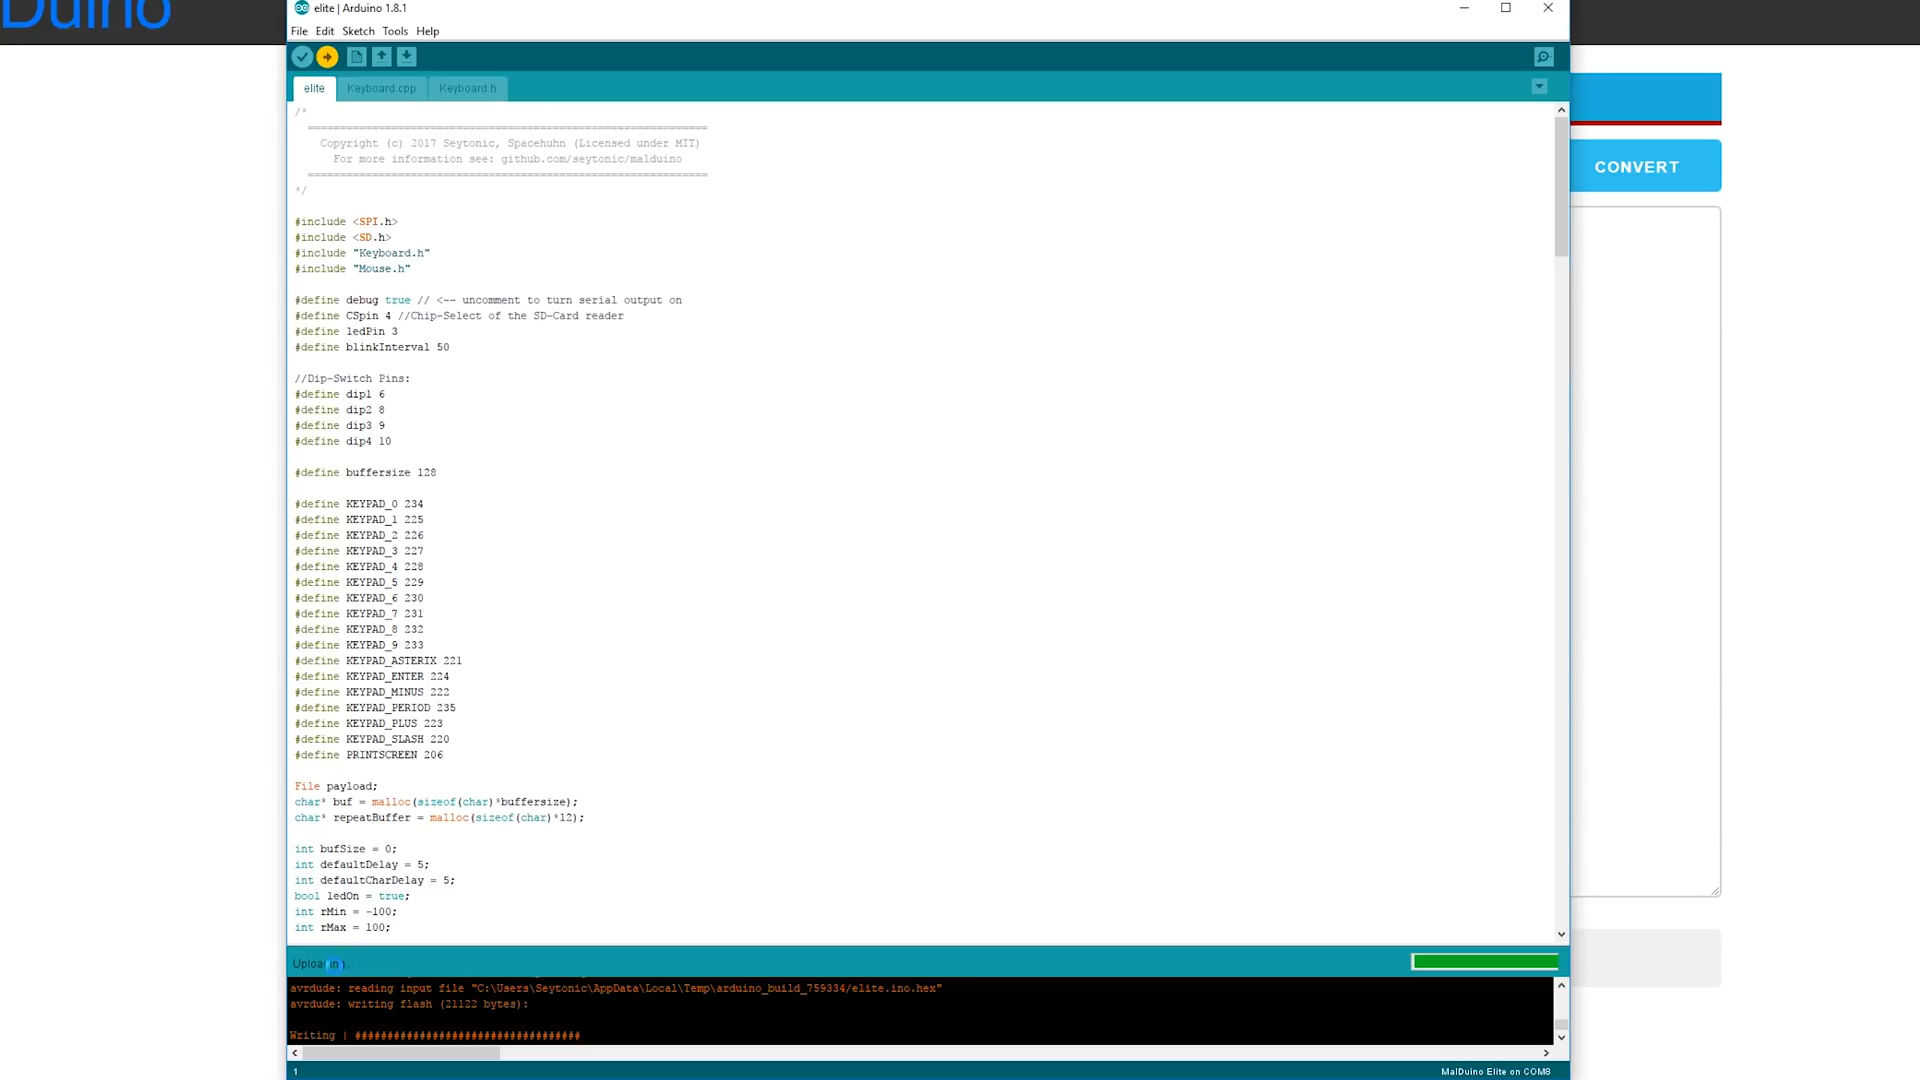 Duino
elite | Arduino 1.8.1
File Edit Sketch Tools Help
elite Keyboard.cpp Keyboard.h
/*
===============================================================
Copyright (c) 2017 Seytonic, Spacehuhn (Licensed under MIT)
For more information see: github.com/seytonic/malduino
===============================================================
*/
#include <SPI.h>
#include <SD.h>
#include "Keyboard.h"
#include "Mouse.h"
#define debug true // <-- uncomment to turn serial output on
#define CSpin 4 //Chip-Select of the SD-Card reader
#define ledPin 3
#define blinkInterval 50
//Dip-Switch Pins:
#define dip1 6
#define dip2 8
#define dip3 9
#define dip4 10
#define buffersize 128
#define KEYPAD_0 234
#define KEYPAD_1 225
#define KEYPAD_2 226
#define KEYPAD_3 227
#define KEYPAD_4 228
#define KEYPAD_5 229
#define KEYPAD_6 230
#define KEYPAD_7 231
#define KEYPAD_8 232
#define KEYPAD_9 233
#define KEYPAD_ASTERIX 221
#define KEYPAD_ENTER 224
#define KEYPAD_MINUS 222
#define KEYPAD_PERIOD 235
#define KEYPAD_PLUS 223
#define KEYPAD_SLASH 220
#define PRINTSCREEN 206
File payload;
char* buf = malloc(sizeof(char)*buffersize);
char* repeatBuffer = malloc(sizeof(char)*12);
int bufSize = 0;
int defaultDelay = 5;
int defaultCharDelay = 5;
bool ledOn = true;
int rMin = -100;
int rMax = 100;
CONVERT
Uploading...
avrdude: reading input file "C:\Users\Seytonic\AppData\Local\Temp\arduino_build_759334/elite.ino.hex"
avrdude: writing flash (21122 bytes):
Writing | ###################################
1
MalDuino Elite on COM8